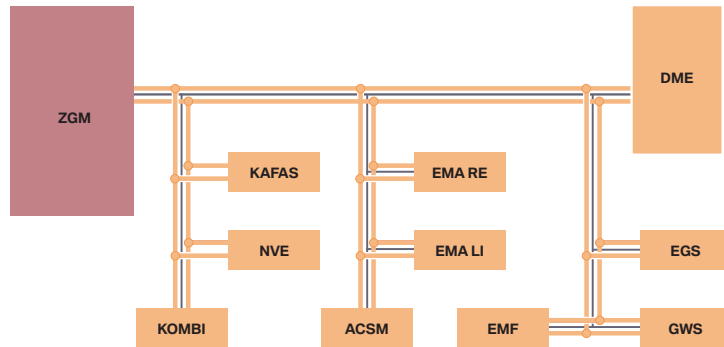 ZGM
DME
KAFAS
EMA RE
NVE
EMA LI
EGS
KOMBI
ACSM
EMF
GWS